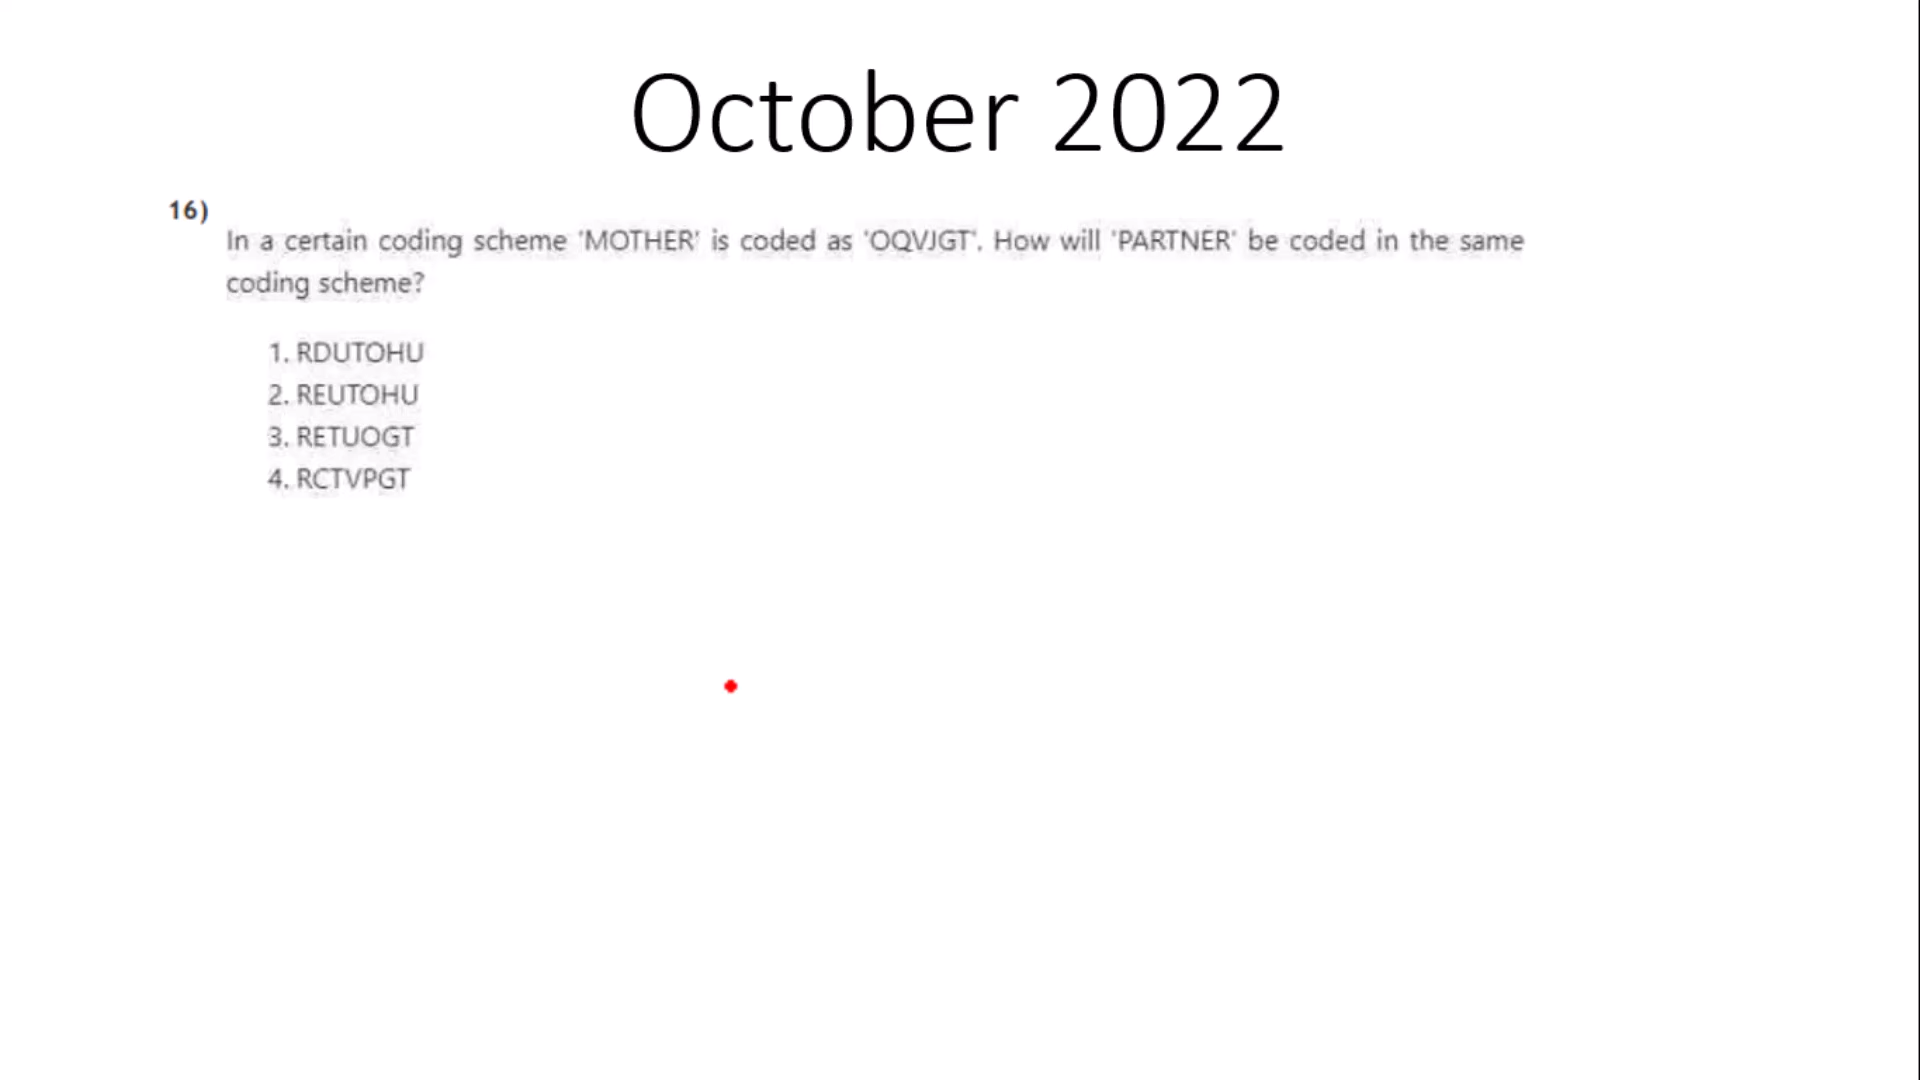 October 2022
16)
In a certain coding scheme 'MOTHER' is coded as 'OQVJGT'. How will 'PARTNER' be coded in the same
coding scheme?
1. RDUTOHU
2. REUTOHU
3. RETUOGT
4. RCTVPGT